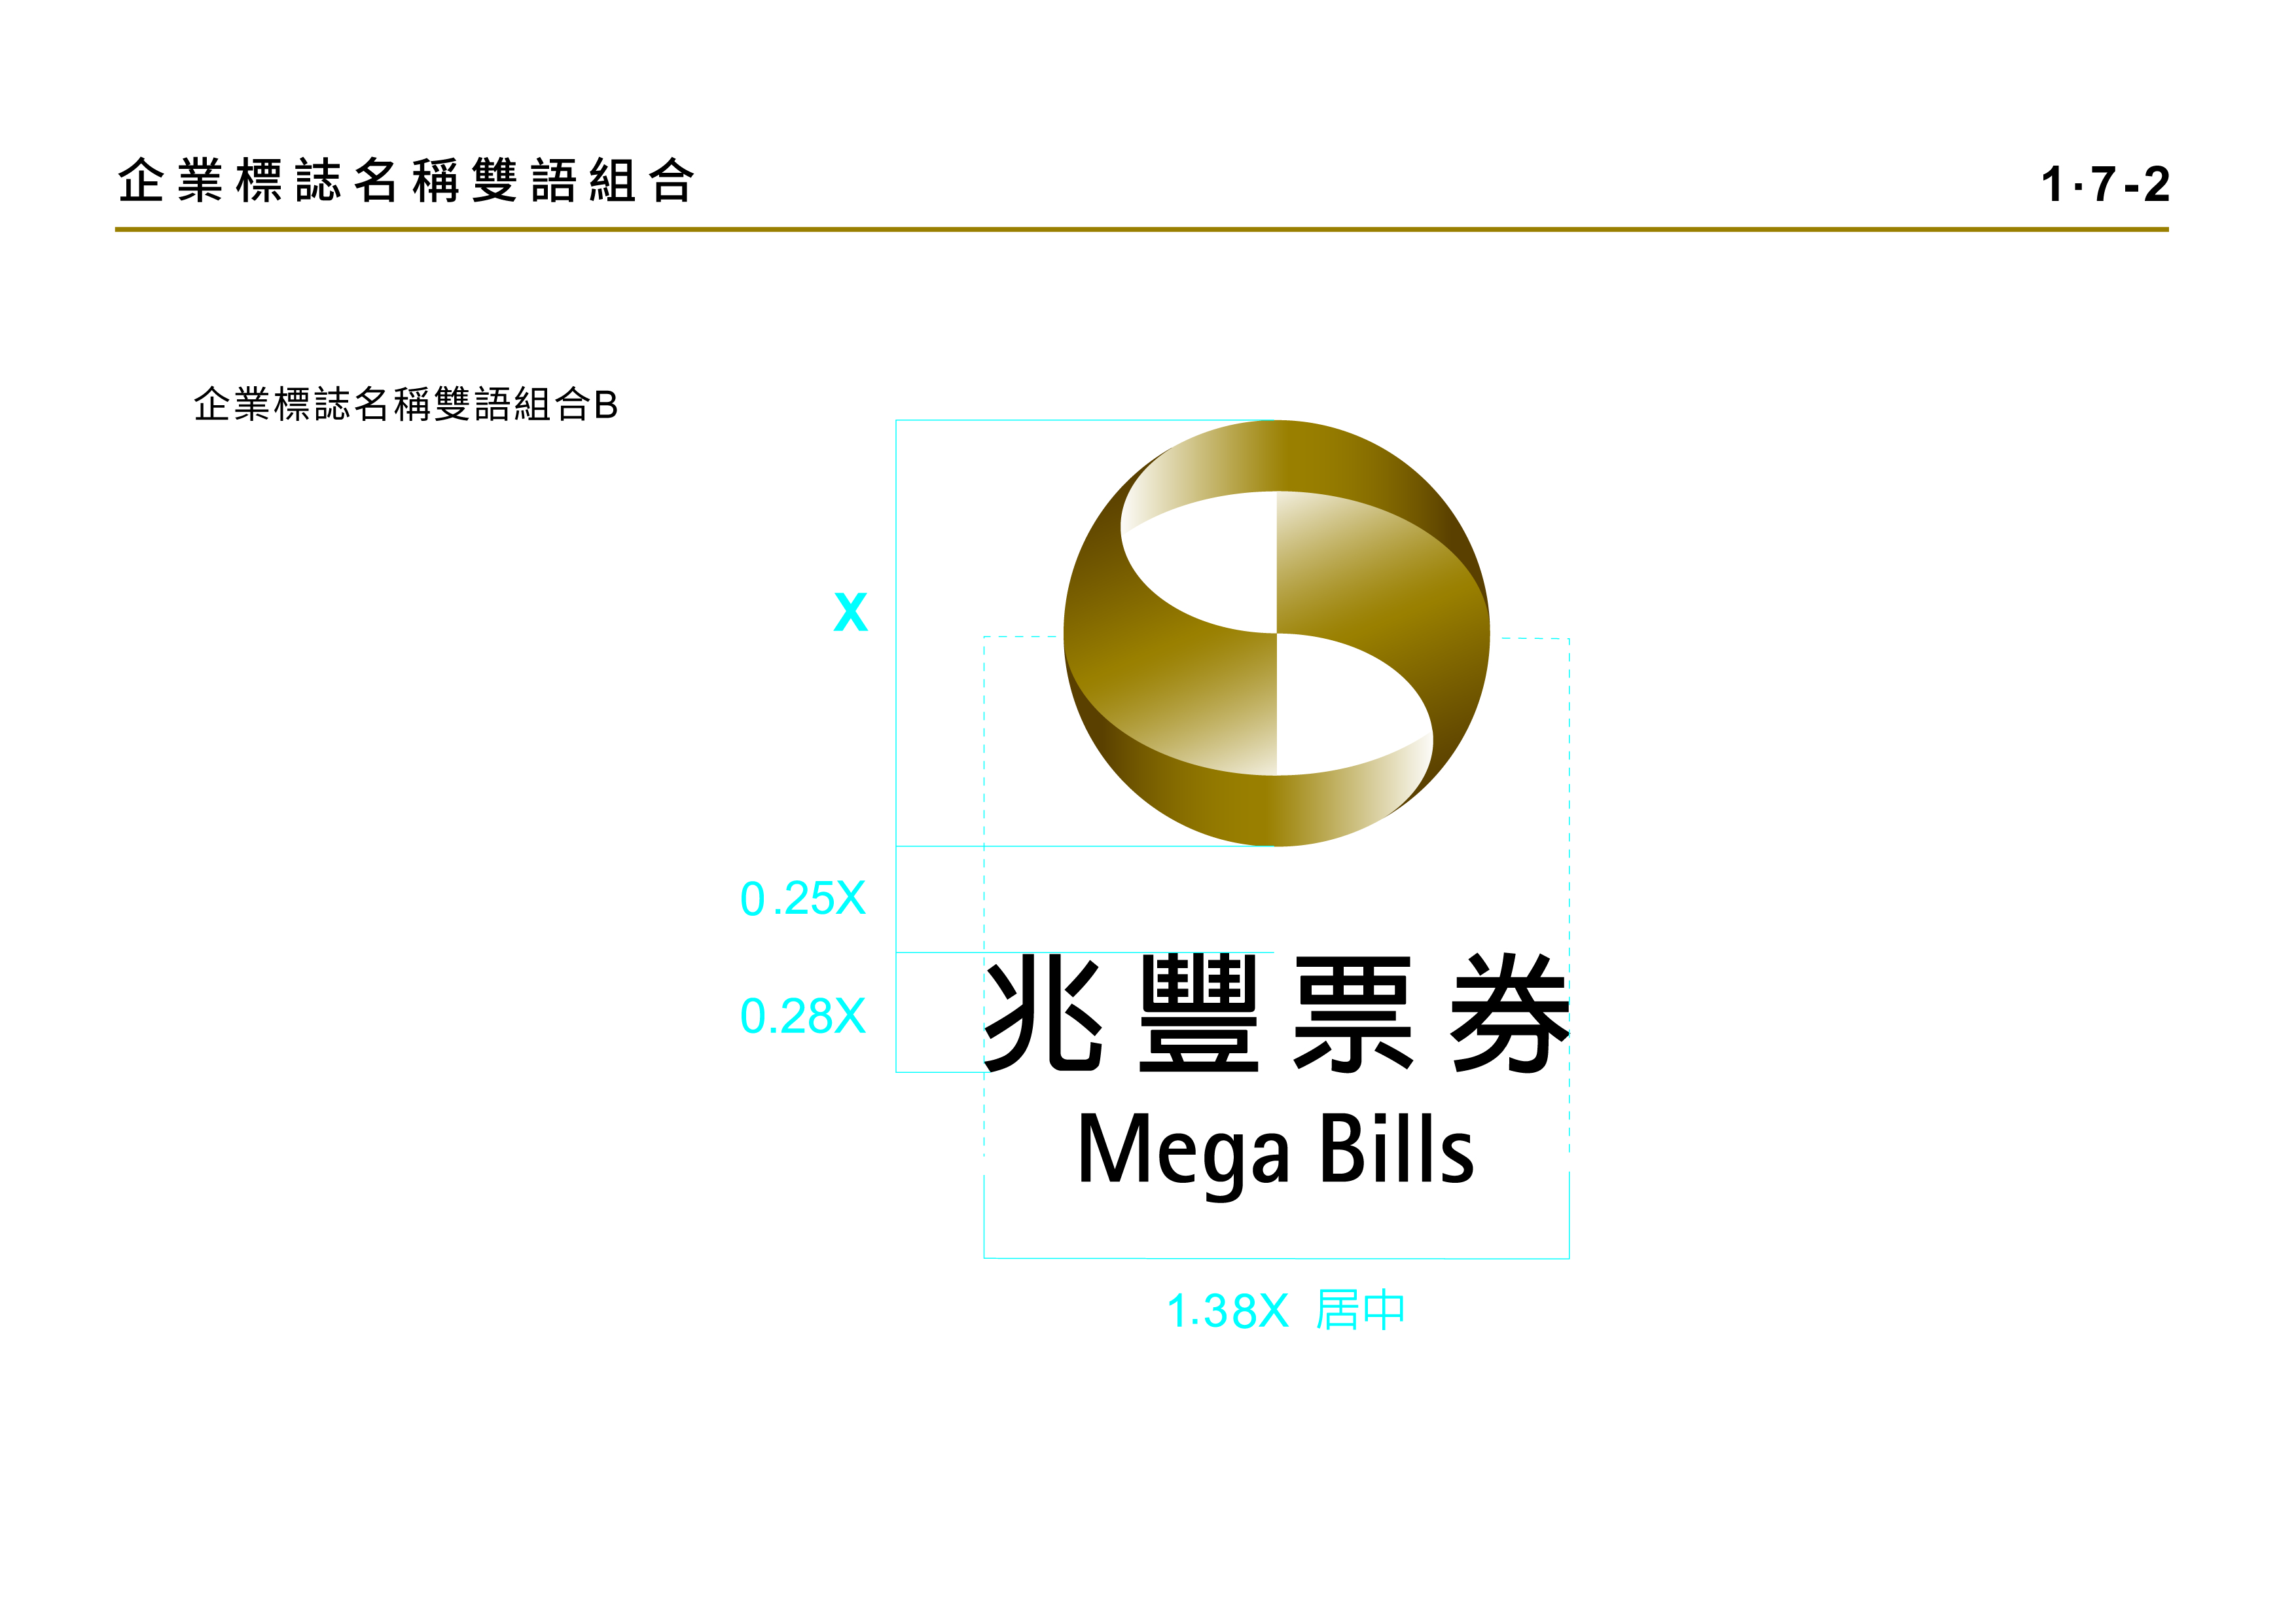 企業標誌名稱雙語組合
1·7-2
企業標誌名稱雙語組合B
X
0.25X
0.28X
兆豐票券
Mega Bills
1.38X 居中